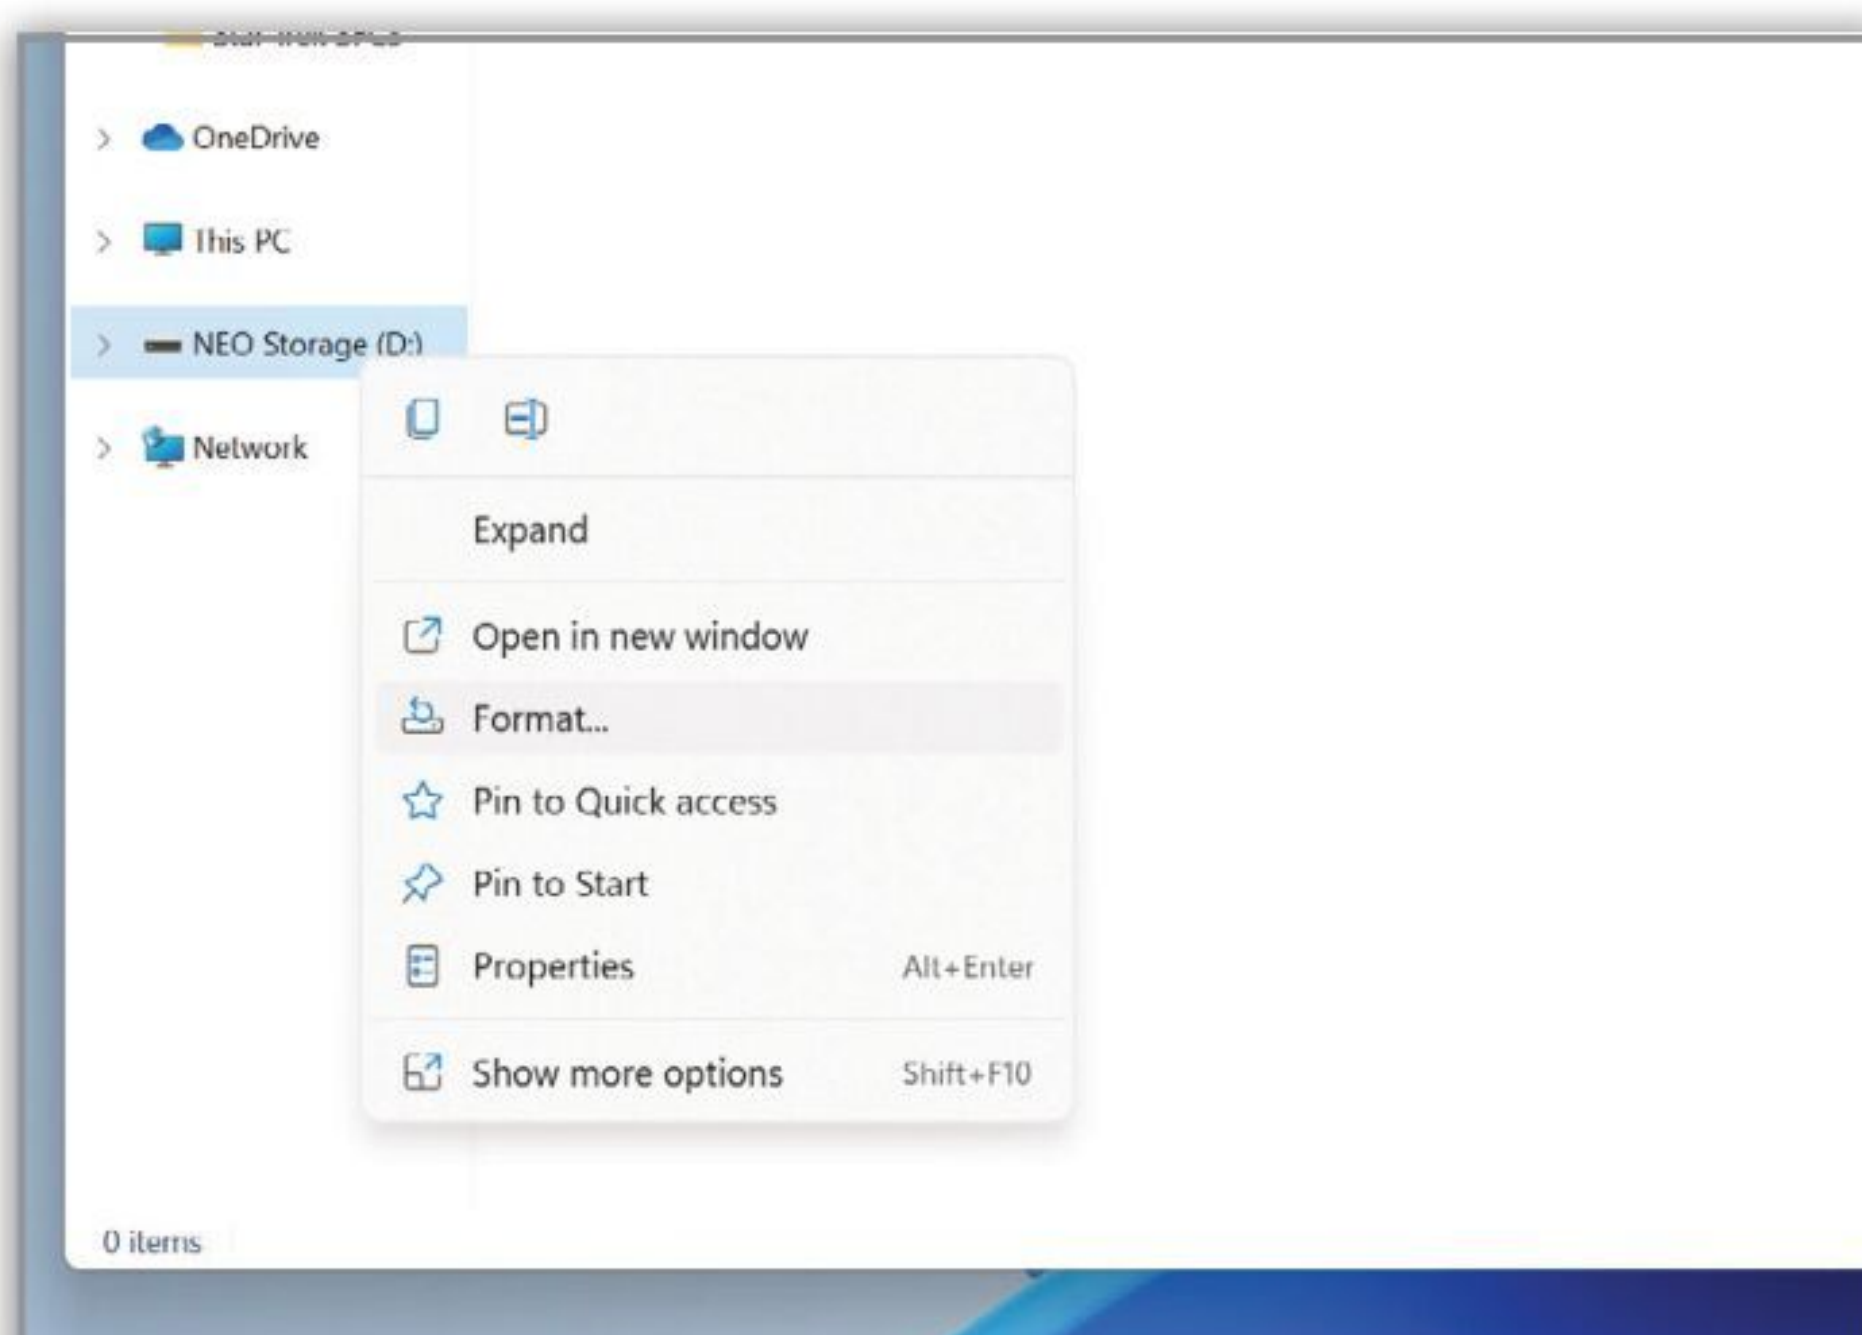 OneDrive
This PC
NEO Storage (D:)
Network
Expand
Open in new window
Format...
Pin to Quick access
Pin to Start
Properties Alt+Enter
Show more options Shift+F10
0 items